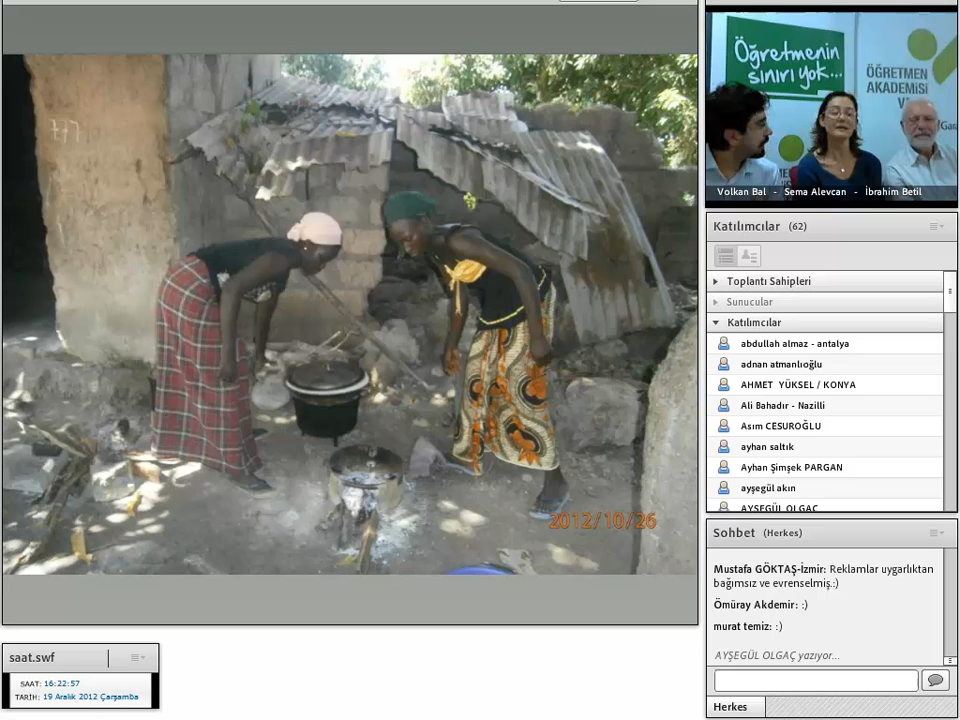 Öğretmenin
sınırı yok...
ÖĞRETMEN
AKADEMİSİ
Volkan Bal - Sema Alevcan - İbrahim Betil
Katılımcılar (62)
Toplantı Sahipleri
Sunucular
Katılımcılar
abdullah almaz - antalya
adnan atmanlıoğlu
AHMET YÜKSEL / KONYA
Ali Bahadır - Nazilli
Asım CESUROĞLU
ayhan saltık
Ayhan Şimşek PARGAN
ayşegül akın
AYŞEGÜL OLGAÇ
2012/10/26
Sohbet (Herkes)
Mustafa GÖKTAŞ-İzmir: Reklamlar uygarlıktan
bağımsız ve evrenselmiş.:)
Ömüray Akdemir: :)
murat temiz: :)
AYŞEGÜL OLGAÇ yazıyor...
Herkes
saat.swf
SAAT: 16:22:57
TARİH: 19 Aralık 2012 Çarşamba